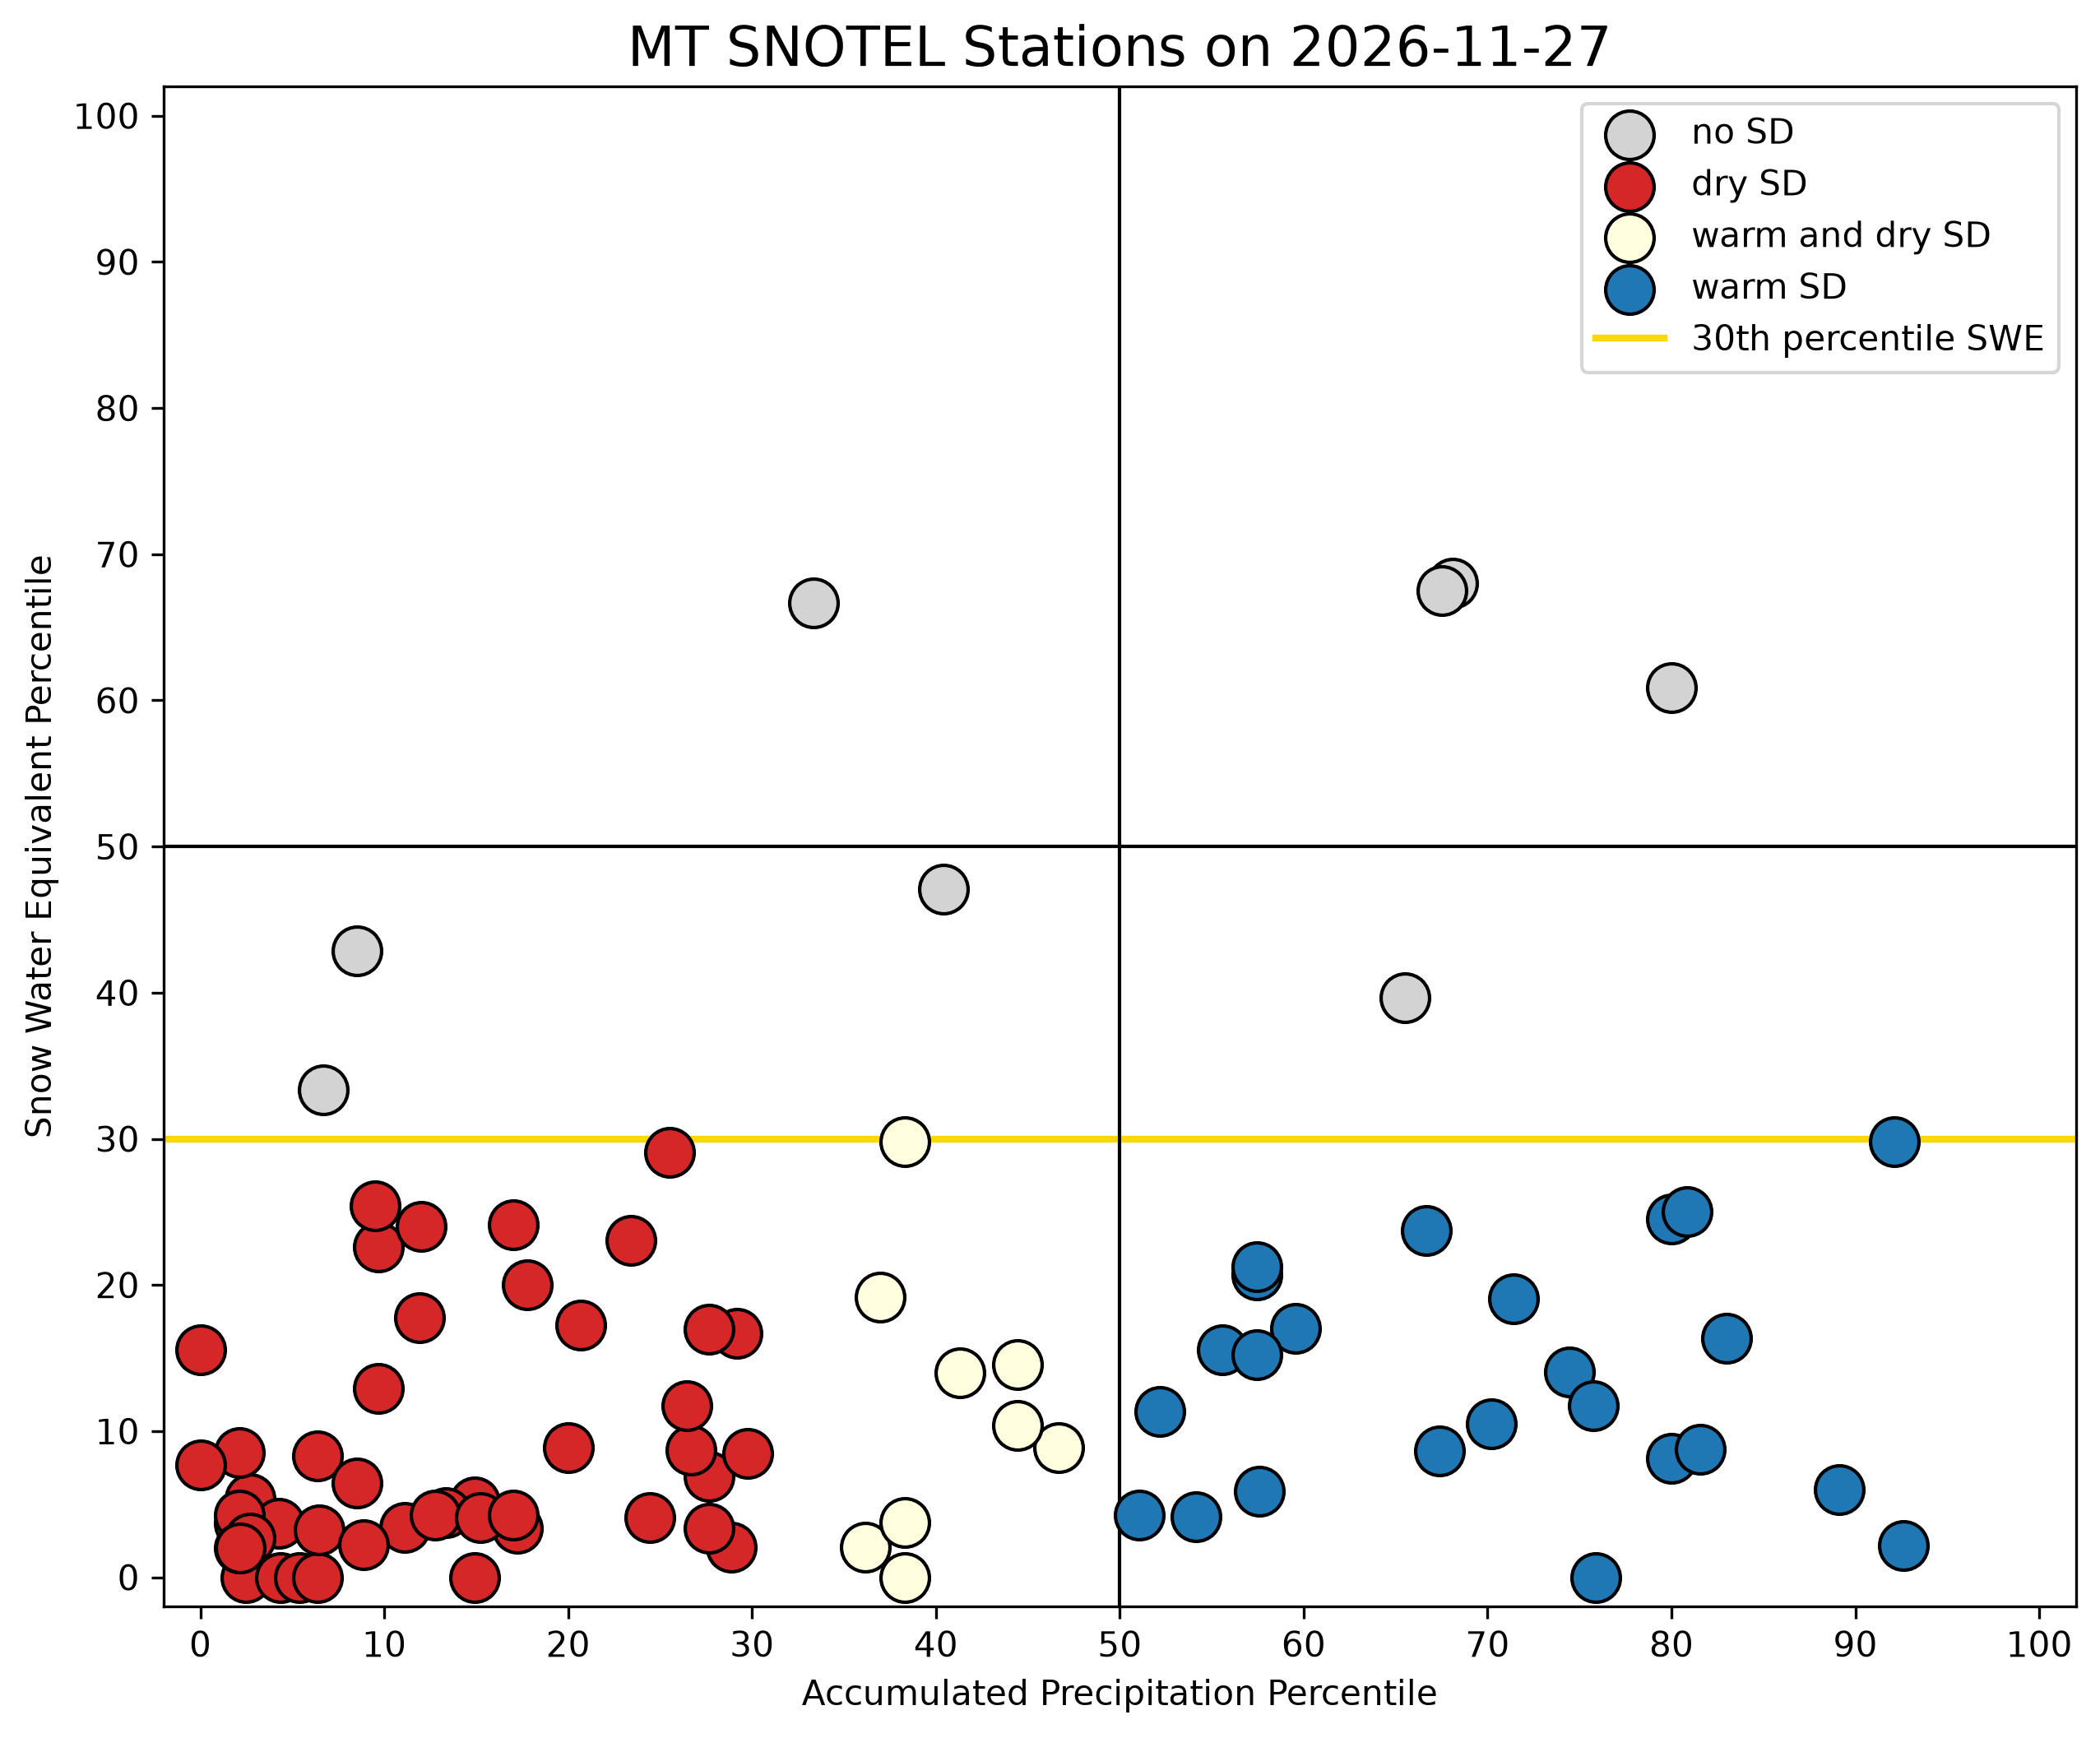 MT SNOTEL Stations on 2026-11-27
no SD
dry SD
warm and dry SD
warm SD
30th percentile SWE
100
90
80
70
60
50
40
30
20
10
0
Snow Water Equivalent Percentile
0 10 20 30 40 50 60 70 80 90 100
Accumulated Precipitation Percentile